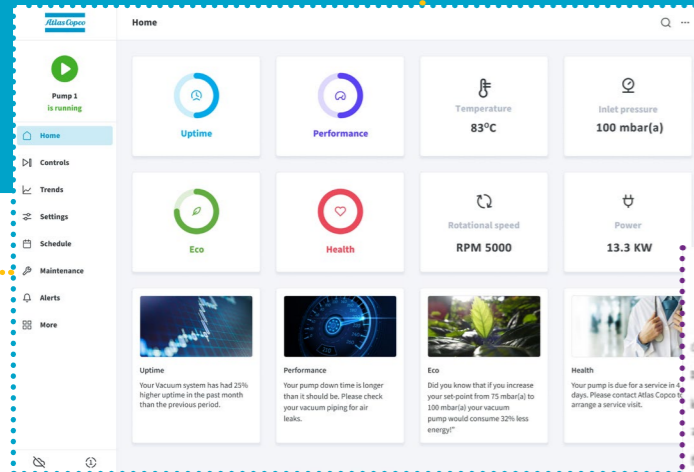 Atlas Copco
Home
Pump 1
is running
Home
Controls
Trends
Settings
Schedule
Maintenance
Alerts
More
Uptime
Performance
Temperature
83°C
Inlet pressure
100 mbar(a)
Eco
Health
Rotational speed
RPM 5000
Power
13.3 KW
Uptime
Your Vacuum system has had 25%
higher uptime in the past month
than the previous period.
Performance
Your pump down time is longer
than it should be. Please check
your vacuum piping for air
leaks.
Eco
Did you know that if you increase
your set-point from 75 mbar(a) to
100 mbar(a) your vacuum
pump would consume 32% less
energy!"
Health
Your pump is due for a service in 4
days. Please contact Atlas Copco to
arrange a service visit.